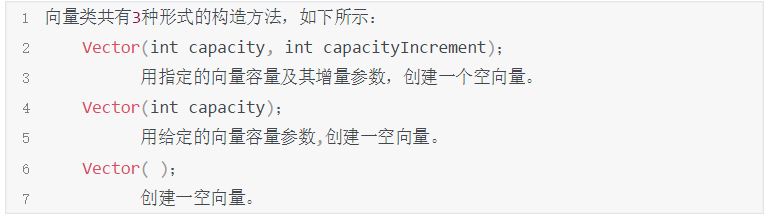 1 向量类共有3种形式的构造方法，如下所示：
2 Vector(int capacity, int capacityIncrement);
3 用指定的向量容量及其增量参数，创建一个空向量。
4 Vector(int capacity);
5 用给定的向量容量参数,创建一空向量。
6 Vector( );
7 创建一空向量。